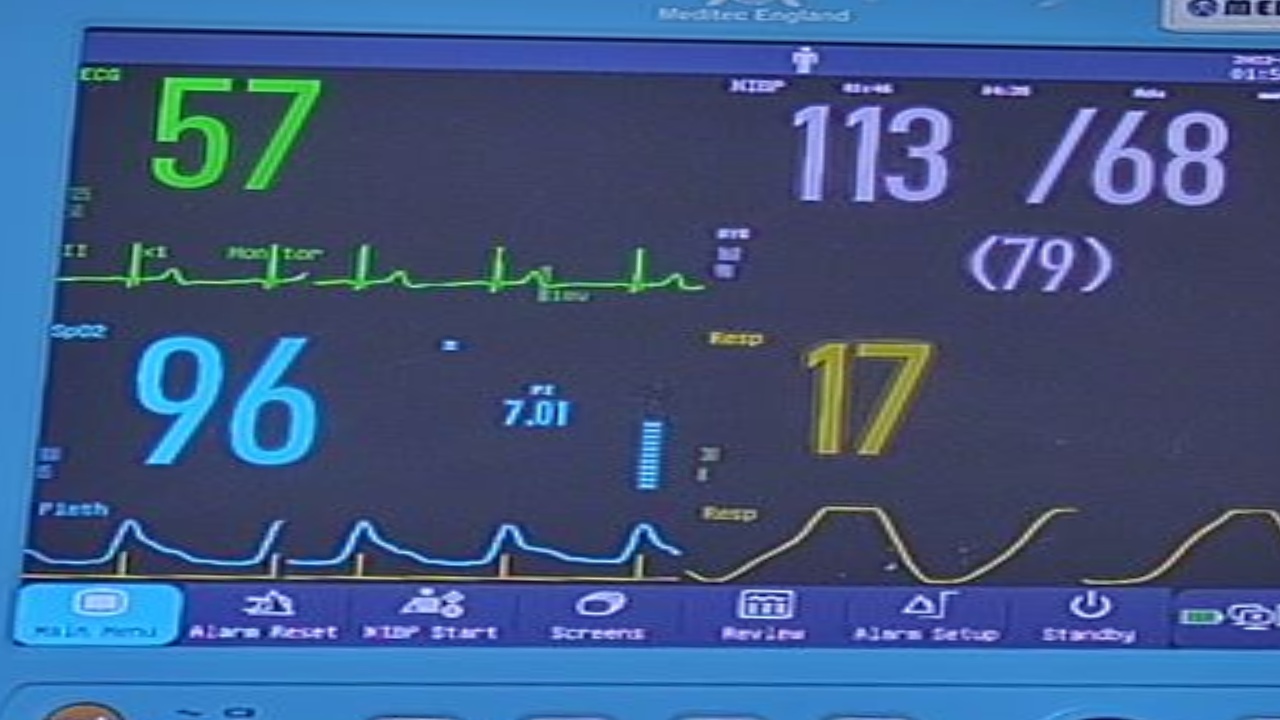 Meditec England
ECG
57
NIBP
113 /68
(79)
II
x1
Monitor
SpO2
96
PI
7.01
Resp
17
Pleth
Resp
Main Menu
Alarm Reset
NIBP Start
Screens
Review
Alarm Setup
Standby